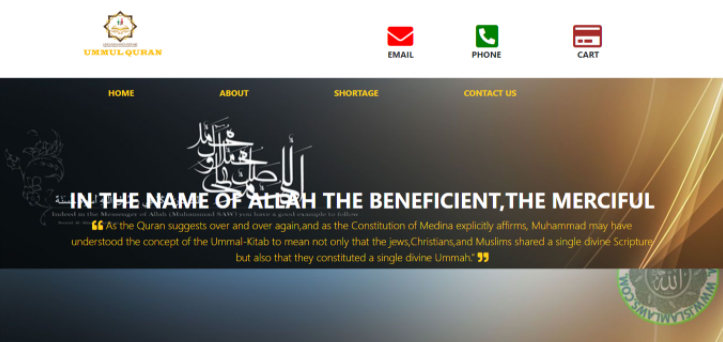 UMMUL QURAN
EMAIL PHONE CART
HOME ABOUT SHORTAGE CONTACT US
IN THE NAME OF ALLAH THE BENEFICIENT,THE MERCIFUL
Indeed in the Messenger of Allah (Muhammad SAW) you have a good example to follow
❝ As the Quran suggests over and over again,and as the Constitution of Medina explicitly affirms, Muhammad may have
understood the concept of the Ummal-Kitab to mean not only that the jews,Christians,and Muslims shared a single divine Scripture
but also that they constituted a single divine Ummah.” ❞
WWW.ISLAMLAWS.COM